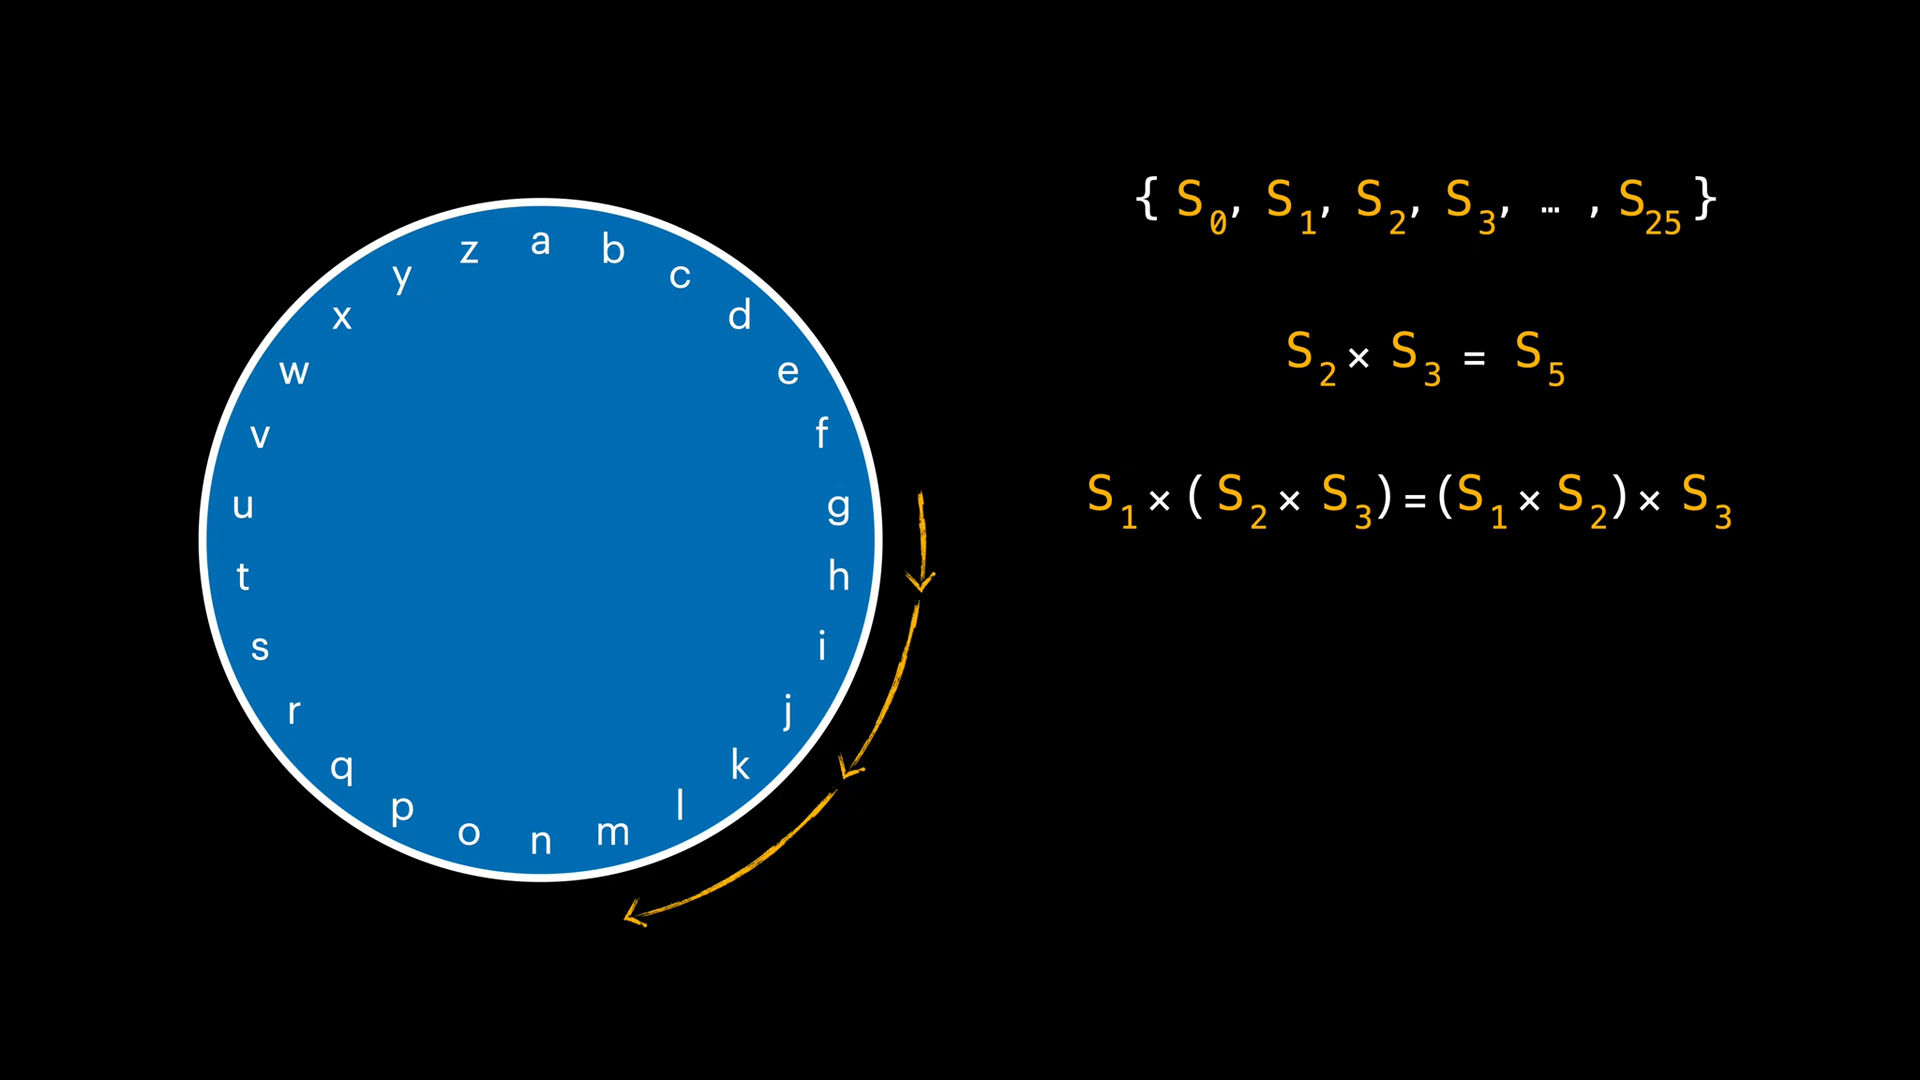 a b c d e f g h i j k l m n o p q r s t u v w x y z
{ S₀, S₁, S₂, S₃, … , S₂₅ }
S₂ × S₃ = S₅
S₁ × ( S₂ × S₃ ) = ( S₁ × S₂ ) × S₃